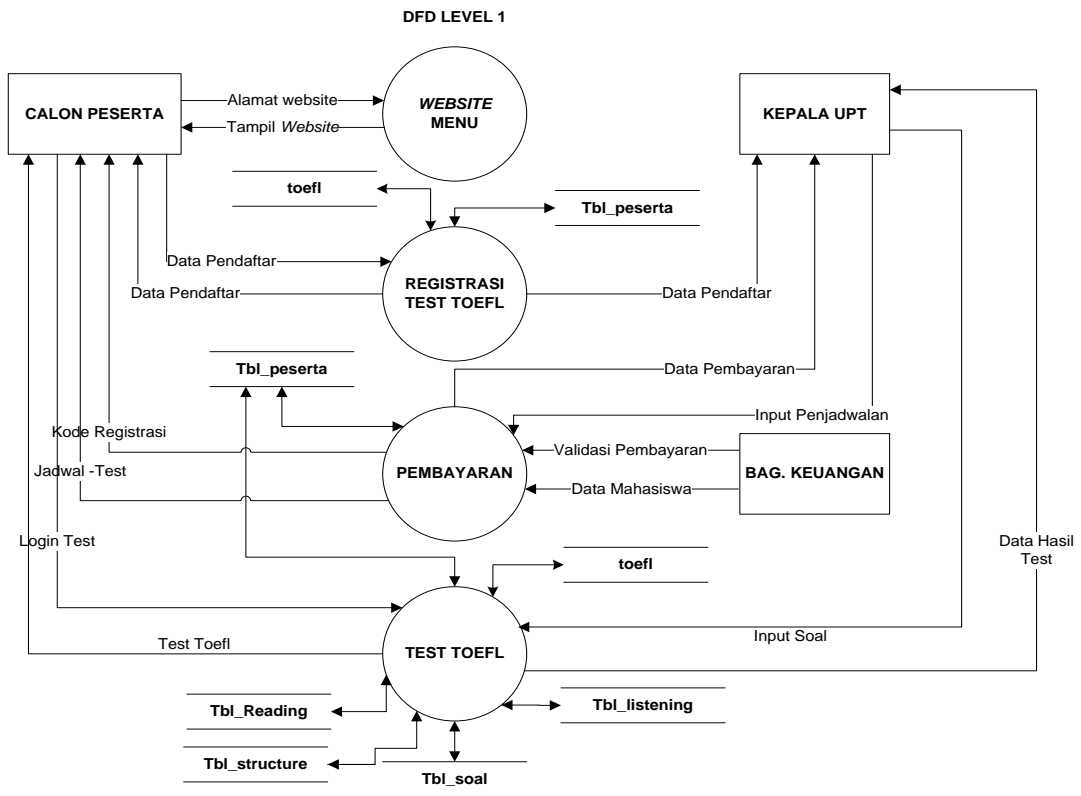 DFD LEVEL 1
CALON PESERTA
Alamat website
Tampil Website
WEBSITE
MENU
KEPALA UPT
toefl
Tbl_peserta
Data Pendaftar
Data Pendaftar
REGISTRASI
TEST TOEFL
Data Pendaftar
Tbl_peserta
Data Pembayaran
Kode Registrasi
Input Penjadwalan
Jadwal -Test
PEMBAYARAN
Validasi Pembayaran
Data Mahasiswa
BAG. KEUANGAN
Login Test
Data Hasil
Test
toefl
Test Toefl
TEST TOEFL
Input Soal
Tbl_Reading
Tbl_listening
Tbl_structure
Tbl_soal